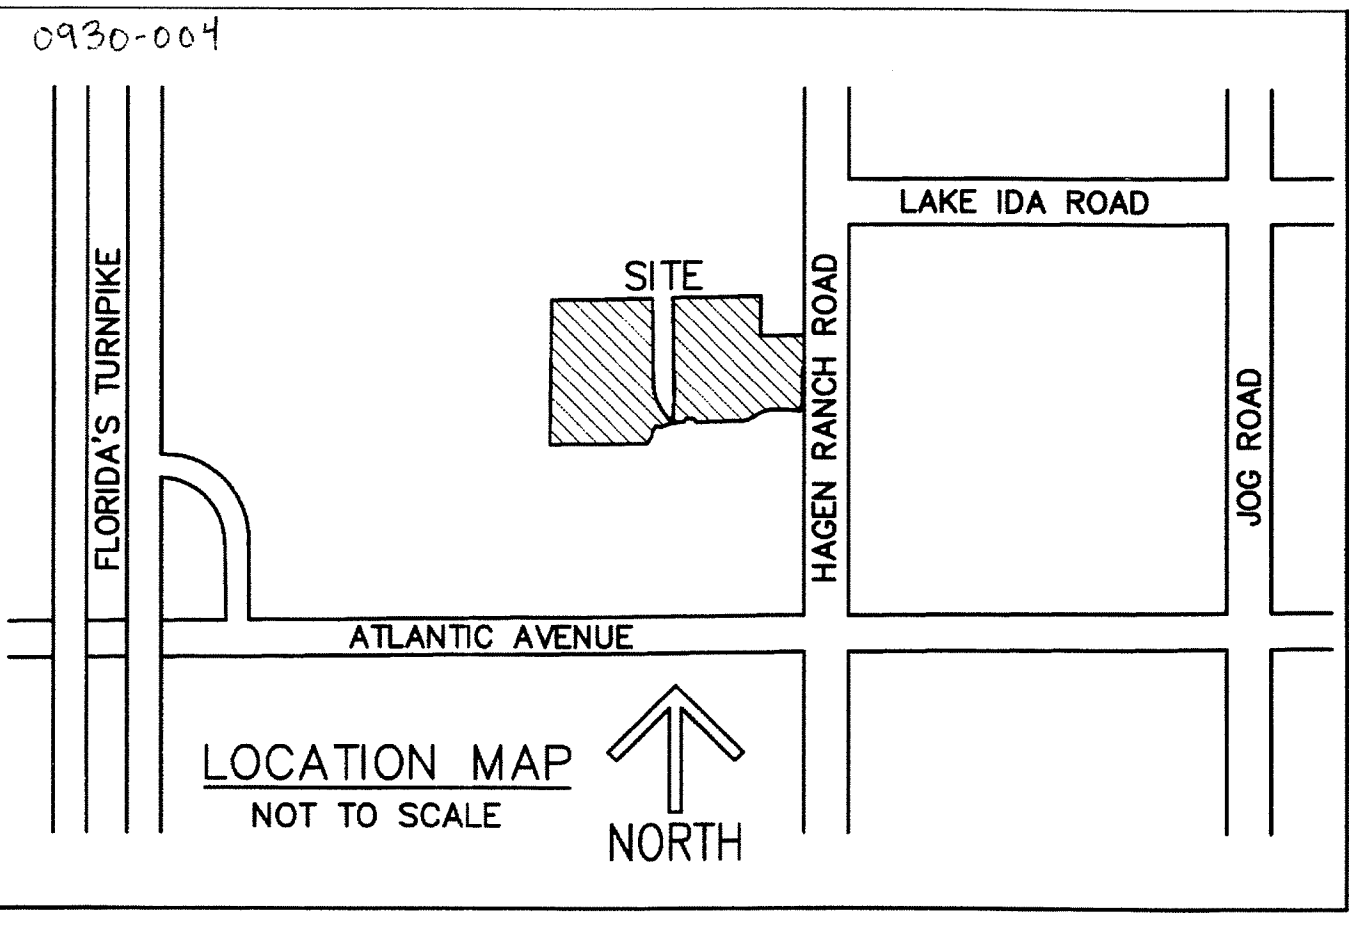 0930-004
LAKE IDA ROAD
SITE
FLORIDA'S TURNPIKE
HAGEN RANCH ROAD
JOG ROAD
ATLANTIC AVENUE
LOCATION MAP
NOT TO SCALE
NORTH